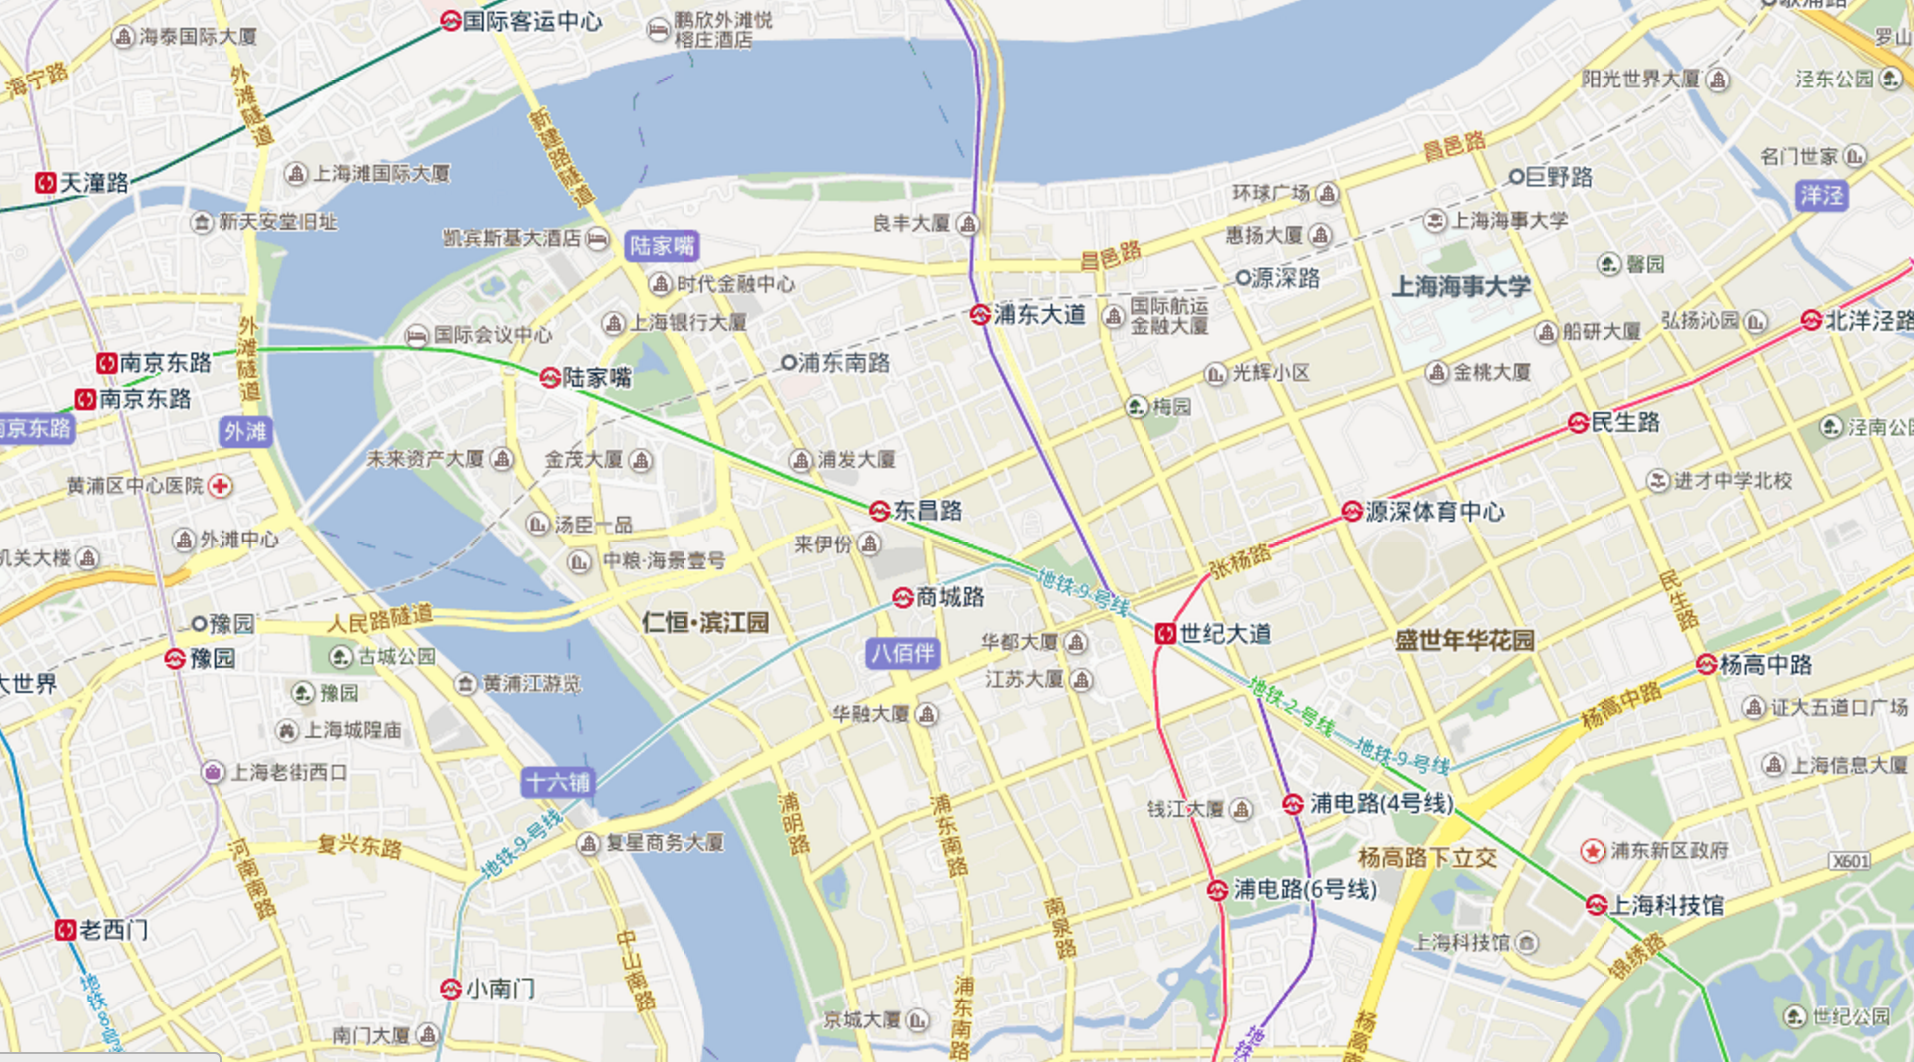 国际客运中心
鹏欣外滩悦
榕庄酒店
海泰国际大厦
海宁路
外滩隧道
罗山
阳光世界大厦
泾东公园
新建路隧道
昌邑路
名门世家
天潼路
上海滩国际大厦
巨野路
洋泾
环球广场
新天安堂旧址
良丰大厦
上海海事大学
凯宾斯基大酒店
陆家嘴
惠扬大厦
昌邑路
馨园
时代金融中心
源深路
上海海事大学
国际航运
金融大厦
浦东大道
上海银行大厦
国际会议中心
弘扬沁园
北洋泾路
船研大厦
外滩隧道
南京东路
浦东南路
陆家嘴
光辉小区
金桃大厦
南京东路
梅园
民生路
南京东路
外滩
泾南公园
未来资产大厦
金茂大厦
浦发大厦
黄浦区中心医院
进才中学北校
东昌路
源深体育中心
汤臣一品
外滩中心
来伊份
机关大楼
中粮·海景壹号
张杨路
地铁9号线
商城路
民生路
人民路隧道
豫园
仁恒·滨江园
世纪大道
华都大厦
盛世年华花园
八佰伴
豫园
古城公园
杨高中路
大世界
黄浦江游览
江苏大厦
豫园
地铁2号线
杨高中路
证大五道口广场
华融大厦
上海城隍庙
地铁9号线
上海老街西口
上海信息大厦
十六铺
浦电路(4号线)
钱江大厦
浦明路
浦东南路
地铁9号线
复兴东路
复星商务大厦
浦东新区政府
杨高路下立交
X601
河南南路
浦电路(6号线)
上海科技馆
南泉路
老西门
上海科技馆
锦绣路
中山南路
小南门
地铁8号
浦东南路
世纪公园
京城大厦
南门大厦
地铁
杨高南